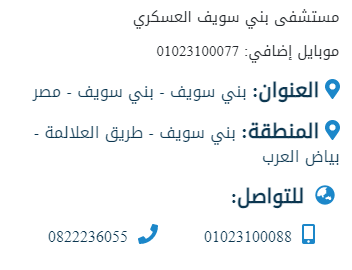 مستشفى بني سويف العسكري
موبايل إضافي: 01023100077
العنوان: بني سويف - بني سويف - مصر
المنطقة: بني سويف - طريق العلالمة -
بياض العرب
للتواصل:
01023100088 0822236055